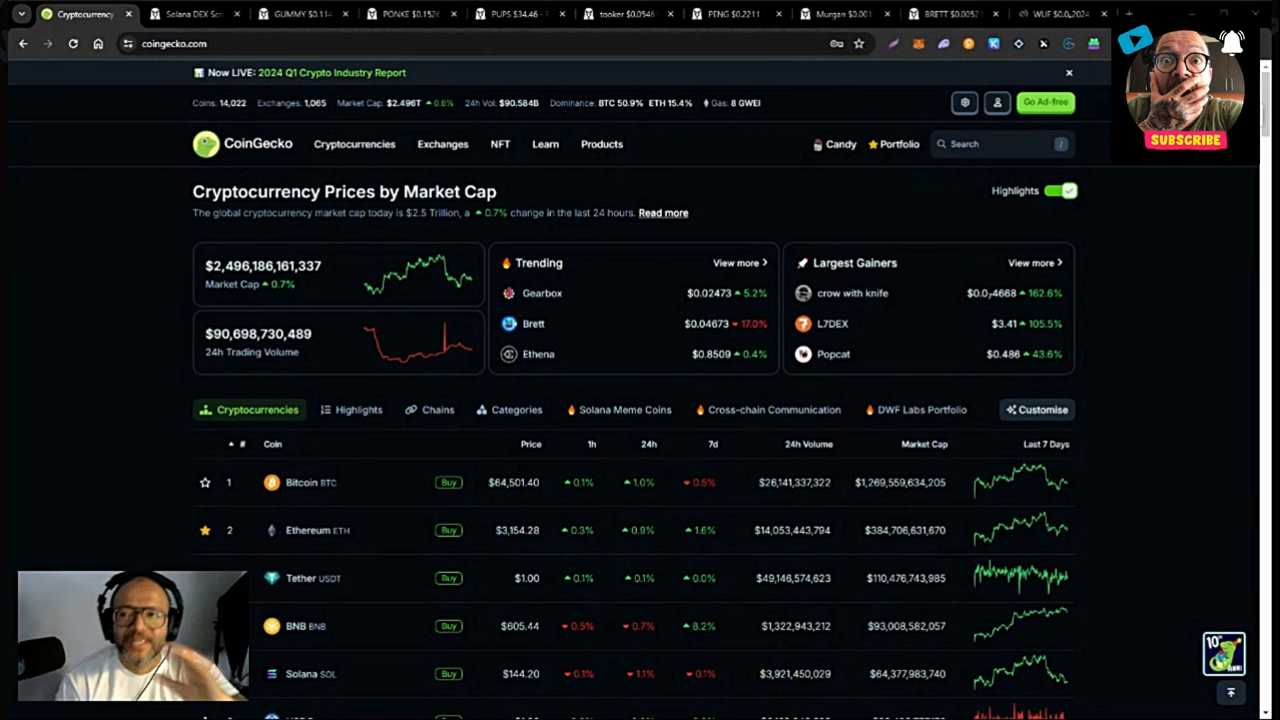 Cryptocurrency
Solana DEX Scr
GUMMY $0.114
PONKE $0.152
PUPS $34.46 - F
tooker $0.0546
PENG $0.2211
Murgan $0.001
BRETT $0.052
WUF $0.0₅2024
coingecko.com
Now LIVE: 2024 Q1 Crypto Industry Report
Coins: 14,022 Exchanges: 1,065 Market Cap: $2.496T 0.6% 24h Vol: $90.584B Dominance: BTC 50.9% ETH 15.4% Gas: 8 GWEI
Go Ad-free
SUBSCRIBE
CoinGecko Cryptocurrencies Exchanges NFT Learn Products Candy Portfolio Search /
Cryptocurrency Prices by Market Cap
Highlights
The global cryptocurrency market cap today is $2.5 Trillion, a 0.7% change in the last 24 hours. Read more
$2,496,186,161,337
Market Cap 0.7%
$90,698,730,489
24h Trading Volume
Trending View more
Gearbox $0.02473 5.2%
Brett $0.04673 17.0%
Ethena $0.8509 0.4%
Largest Gainers View more
crow with knife $0.0₇4668 162.6%
L7DEX $3.41 105.5%
Popcat $0.486 43.6%
Cryptocurrencies Highlights Chains Categories Solana Meme Coins Cross-chain Communication DWF Labs Portfolio Customise
# Coin Price 1h 24h 7d 24h Volume Market Cap Last 7 Days
1 Bitcoin BTC Buy $64,501.40 0.1% 1.0% 0.5% $26,141,337,322 $1,269,559,634,205
2 Ethereum ETH Buy $3,154.28 0.3% 0.9% 1.6% $14,053,443,794 $384,706,631,670
Tether USDT Buy $1.00 0.1% 0.1% 0.0% $49,146,574,623 $110,476,743,985
BNB BNB Buy $605.44 0.5% 0.7% 8.2% $1,322,943,212 $93,008,582,057
Solana SOL Buy $144.20 0.1% 1.1% 0.1% $3,921,450,029 $64,377,983,740
10